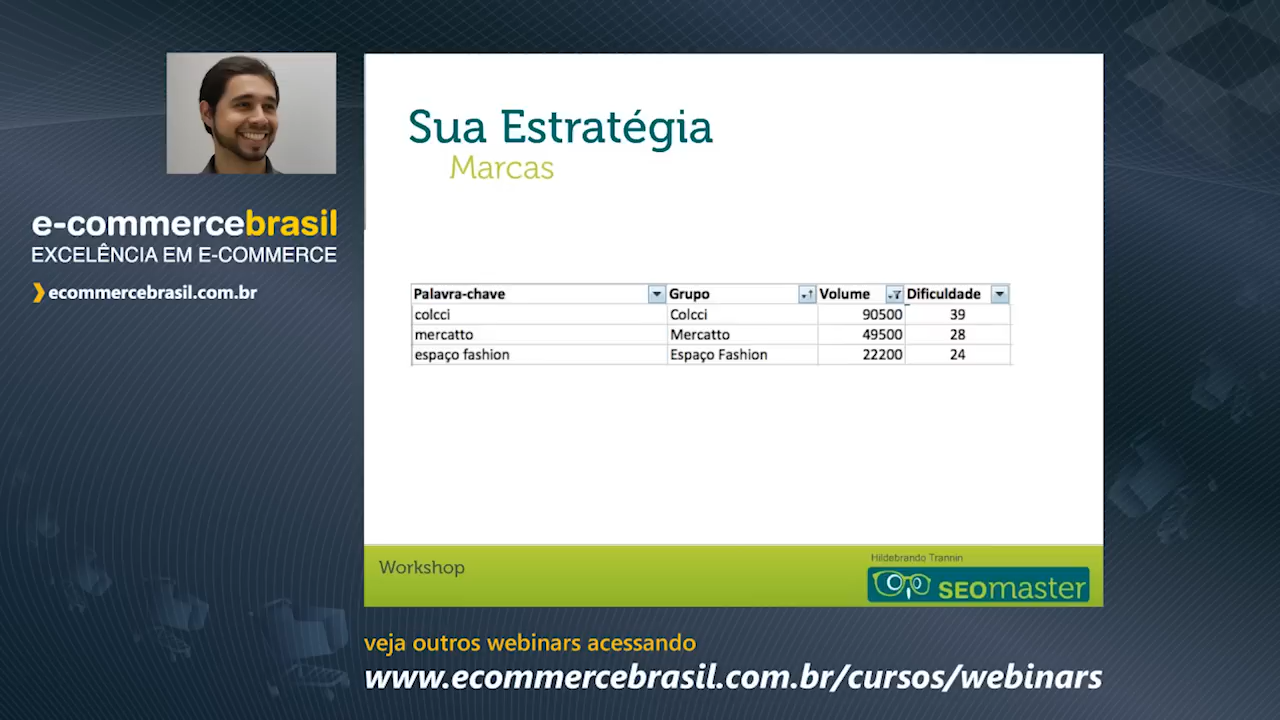 e-commercebrasil
EXCELÊNCIA EM E-COMMERCE
ecommercebrasil.com.br
Sua Estratégia
Marcas
Palavra-chave Grupo Volume Dificuldade
colcci Colcci 90500 39
mercatto Mercatto 49500 28
espaço fashion Espaço Fashion 22200 24
Workshop
Hildebrando Trannin
SEOmaster
veja outros webinars acessando
www.ecommercebrasil.com.br/cursos/webinars